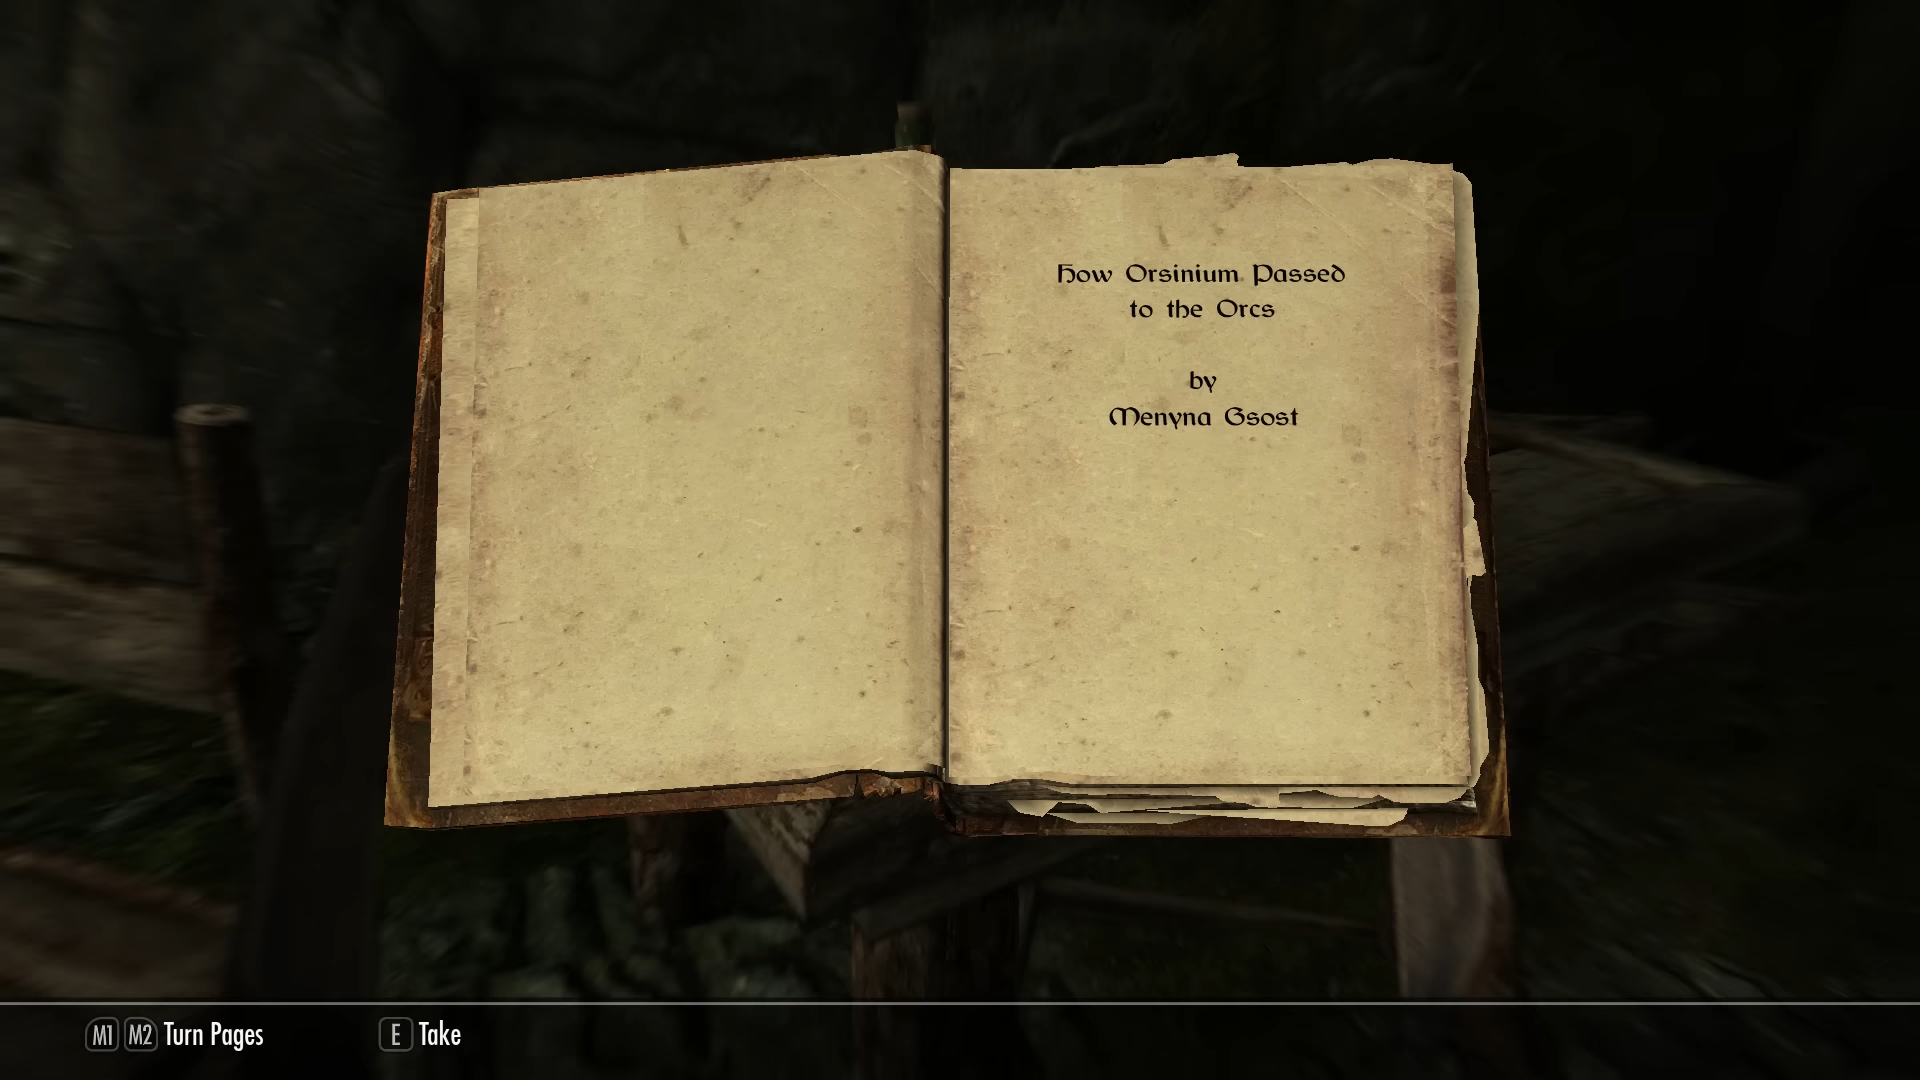 How Orsinium Passed
to the Orcs
by
Menyna Gsost
M1 M2 Turn Pages
E Take